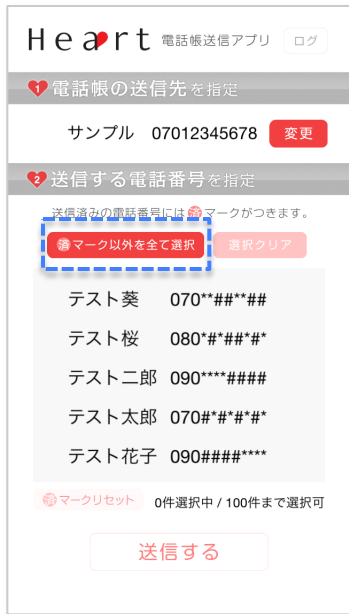 Heart 電話帳送信アプリ ログ
1 電話帳の送信先を指定
サンプル 07012345678 変更
2 送信する電話番号を指定
送信済みの電話番号には済マークがつきます。
済マーク以外を全て選択 選択クリア
テスト葵 070**##**##
テスト桜 080*#*##*#*
テスト二郎 090****####
テスト太郎 070#*#*#*#*
テスト花子 090####****
済マークリセット 0件選択中 / 100件まで選択可
送信する